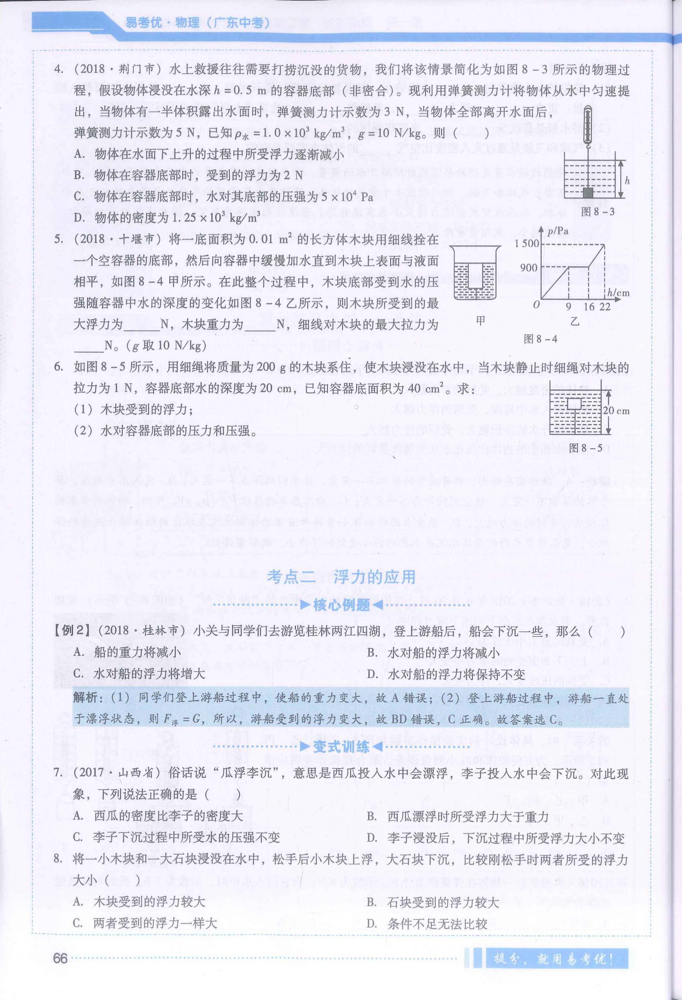 易考优·物理（广东中考）
4. （2018·荆门市）水上救援往往需要打捞沉没的货物，我们将该情景简化为如图8-3所示的物理过
程，假设物体浸没在水深h=0.5 m的容器底部（非密合）。现利用弹簧测力计将物体从水中匀速提
出，当物体有一半体积露出水面时，弹簧测力计示数为3 N，当物体全部离开水面后，
弹簧测力计示数为5 N，已知ρ水=1.0×10³ kg/m³，g=10 N/kg。则（　　）
A. 物体在水面下上升的过程中所受浮力逐渐减小
B. 物体在容器底部时，受到的浮力为2 N
C. 物体在容器底部时，水对其底部的压强为5×10⁴ Pa
D. 物体的密度为1.25×10³ kg/m³
h
图8-3
5. （2018·十堰市）将一底面积为0.01 m²的长方体木块用细线拴在
一个空容器的底部，然后向容器中缓慢加水直到木块上表面与液面
相平，如图8-4甲所示。在此整个过程中，木块底部受到水的压
强随容器中水的深度的变化如图8-4乙所示，则木块所受到的最
大浮力为_____N，木块重力为____N，细线对木块的最大拉力为
____N。（g取10 N/kg）
p/Pa
1 500
900
h/cm
O 9 16 22
甲 乙
图8-4
6. 如图8-5所示，用细绳将质量为200 g的木块系住，使木块浸没在水中，当木块静止时细绳对木块的
拉力为1 N，容器底部水的深度为20 cm，已知容器底面积为40 cm²。求：
（1）木块受到的浮力；
（2）水对容器底部的压力和压强。
20 cm
图8-5
考点二　浮力的应用
核心例题
【例2】（2018·桂林市）小关与同学们去游览桂林两江四湖，登上游船后，船会下沉一些，那么（　　）
A. 船的重力将减小 B. 水对船的浮力将减小
C. 水对船的浮力将增大 D. 水对船的浮力将保持不变
解析：（1）同学们登上游船过程中，使船的重力变大，故A错误；（2）登上游船过程中，游船一直处
于漂浮状态，则F浮=G，所以，游船受到的浮力变大，故BD错误，C正确。故答案选C。
变式训练
7. （2017·山西省）俗话说“瓜浮李沉”，意思是西瓜投入水中会漂浮，李子投入水中会下沉。对此现
象，下列说法正确的是（　　）
A. 西瓜的密度比李子的密度大 B. 西瓜漂浮时所受浮力大于重力
C. 李子下沉过程中所受水的压强不变 D. 李子浸没后，下沉过程中所受浮力大小不变
8. 将一小木块和一大石块浸没在水中，松手后小木块上浮，大石块下沉，比较刚松手时两者所受的浮力
大小（　　）
A. 木块受到的浮力较大 B. 石块受到的浮力较大
C. 两者受到的浮力一样大 D. 条件不足无法比较
66
提分，就用易考优！